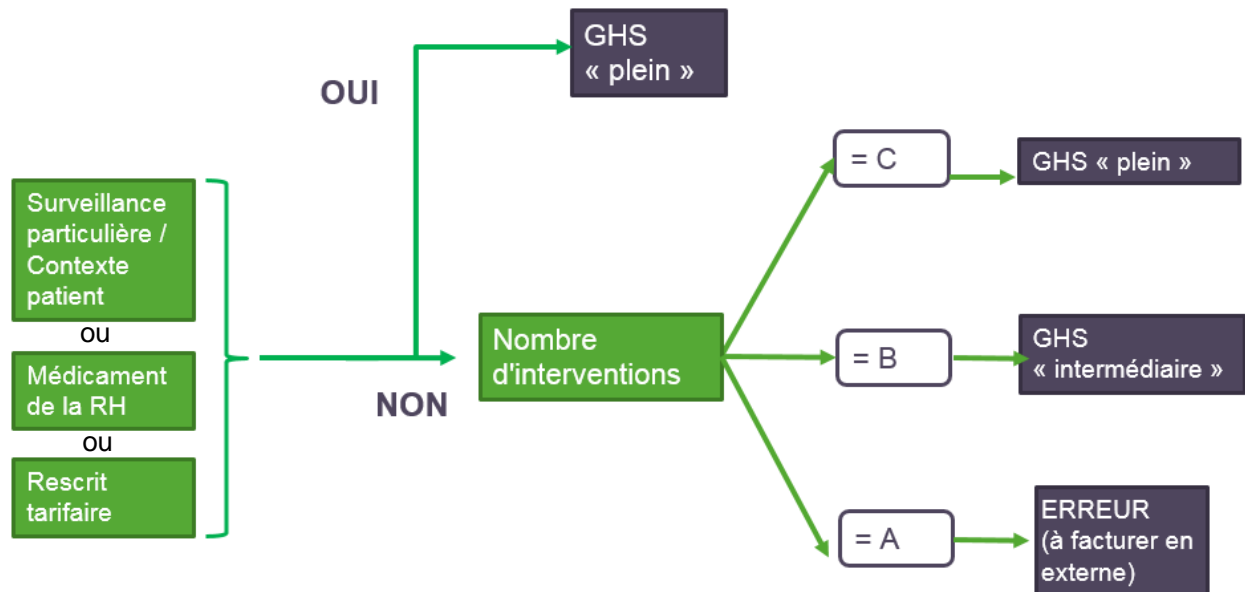 GHS
« plein »
OUI
= C
GHS « plein »
Surveillance
particulière /
Contexte
patient
ou
Médicament
de la RH
ou
Rescrit
tarifaire
NON
Nombre
d'interventions
= B
GHS
« intermédiaire »
= A
ERREUR
(à facturer en
externe)